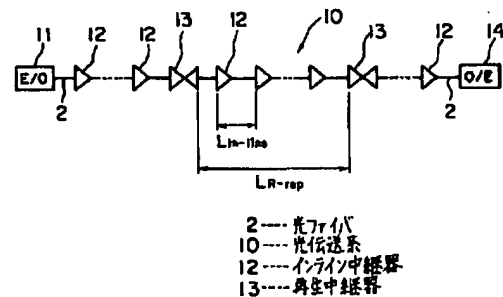 10
11 12 12 13 12 13 12 14
E/O O/E
2 2
Lin-line
LR-rep
2 ---- 光ファイバ
10 ---- 光伝送系
12 ---- インライン中継器
13 ---- 再生中継器